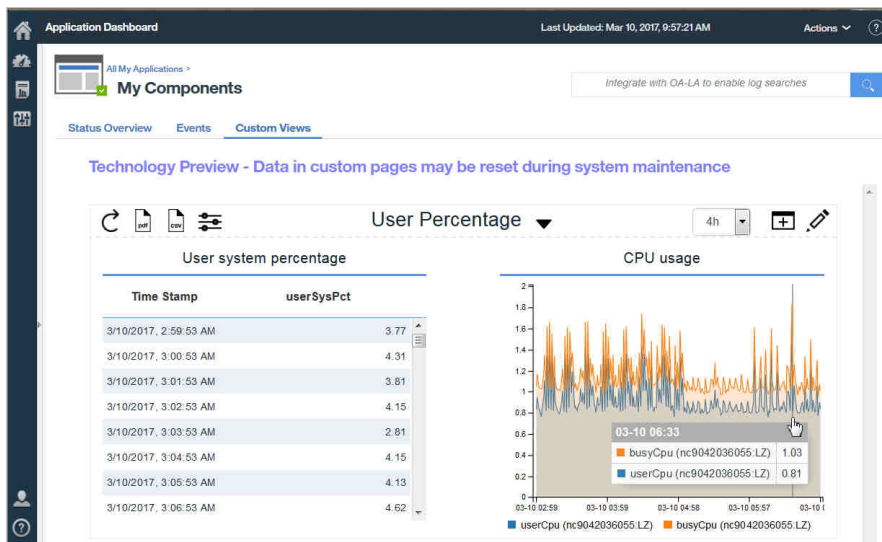 Application Dashboard
Last Updated: Mar 10, 2017, 9:57:21 AM
Actions
?
All My Applications >
My Components
Integrate with OA-LA to enable log searches
Status Overview
Events
Custom Views
Technology Preview - Data in custom pages may be reset during system maintenance
pdf
csv
User Percentage
4h
User system percentage
Time Stamp userSysPct
3/10/2017, 2:59:53 AM 3.77
3/10/2017, 3:00:53 AM 4.31
3/10/2017, 3:01:53 AM 3.81
3/10/2017, 3:02:53 AM 4.15
3/10/2017, 3:03:53 AM 2.81
3/10/2017, 3:04:53 AM 4.15
3/10/2017, 3:05:53 AM 4.13
3/10/2017, 3:06:53 AM 4.62
CPU usage
2
1.8
1.6
1.4
1.2
1
0.8
0.6
0.4
0.2
0
03-10 06:33
busyCpu (nc9042036055:LZ) 1.03
userCpu (nc9042036055:LZ) 0.81
03-10 02:59 03-10 03:59 03-10 04:58 03-10 05:57 03-10
userCpu (nc9042036055:LZ) busyCpu (nc9042036055:LZ)
?